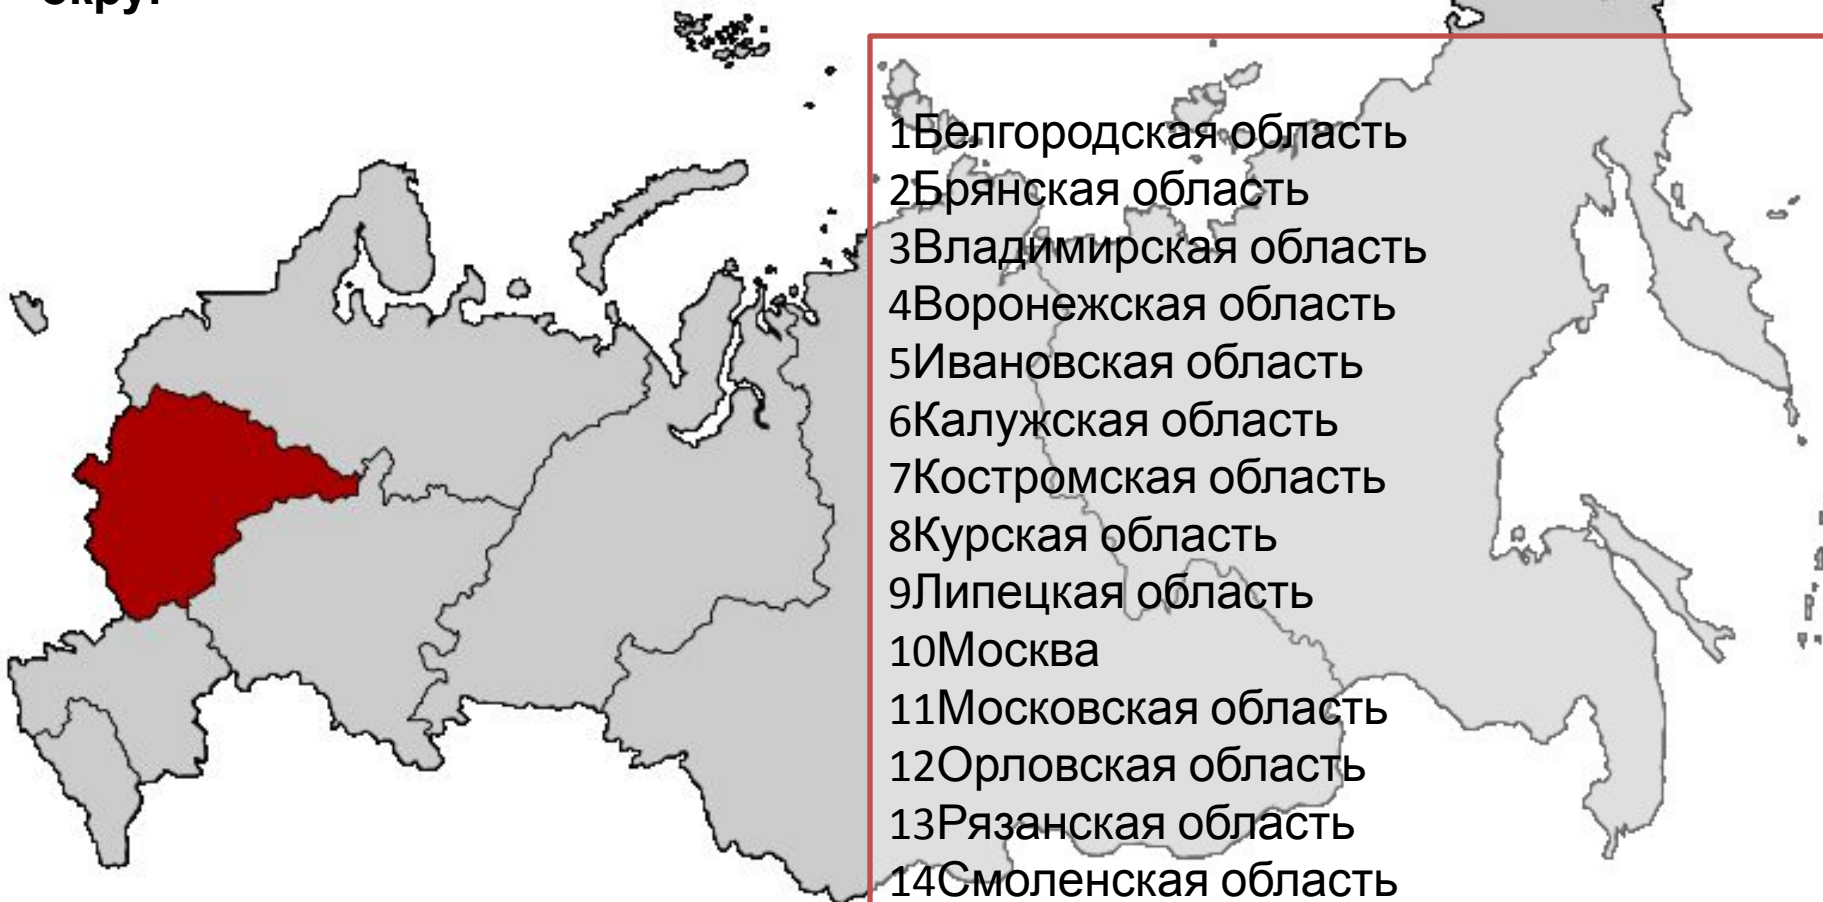 округ
1Белгородская область
2Брянская область
3Владимирская область
4Воронежская область
5Ивановская область
6Калужская область
7Костромская область
8Курская область
9Липецкая область
10Москва
11Московская область
12Орловская область
13Рязанская область
14Смоленская область